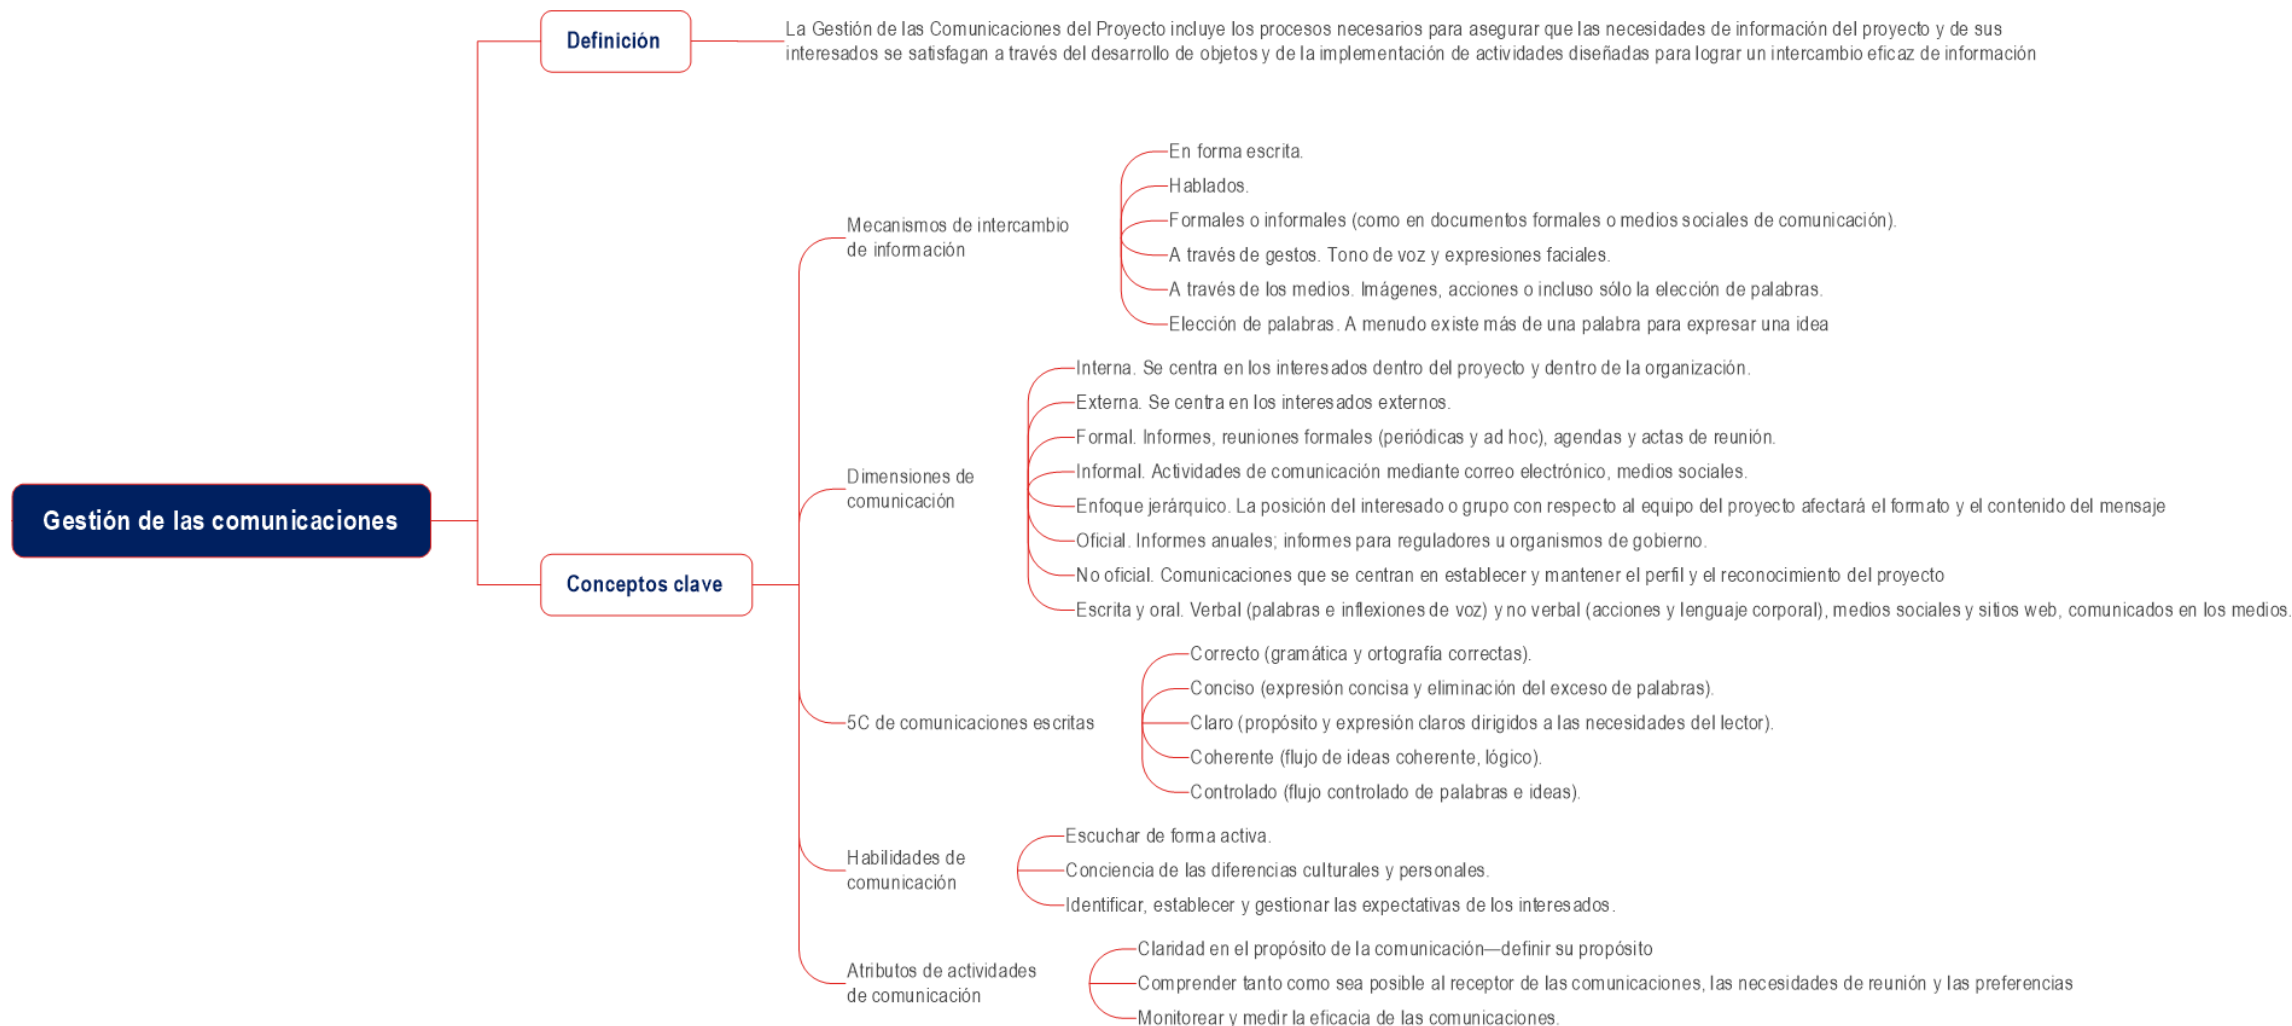 Definición
La Gestión de las Comunicaciones del Proyecto incluye los procesos necesarios para asegurar que las necesidades de información del proyecto y de sus
interesados se satisfagan a través del desarrollo de objetos y de la implementación de actividades diseñadas para lograr un intercambio eficaz de información
Gestión de las comunicaciones
Conceptos clave
Mecanismos de intercambio
de información
En forma escrita.
Hablados.
Formales o informales (como en documentos formales o medios sociales de comunicación).
A través de gestos. Tono de voz y expresiones faciales.
A través de los medios. Imágenes, acciones o incluso sólo la elección de palabras.
Elección de palabras. A menudo existe más de una palabra para expresar una idea
Dimensiones de
comunicación
Interna. Se centra en los interesados dentro del proyecto y dentro de la organización.
Externa. Se centra en los interesados externos.
Formal. Informes, reuniones formales (periódicas y ad hoc), agendas y actas de reunión.
Informal. Actividades de comunicación mediante correo electrónico, medios sociales.
Enfoque jerárquico. La posición del interesado o grupo con respecto al equipo del proyecto afectará el formato y el contenido del mensaje
Oficial. Informes anuales; informes para reguladores u organismos de gobierno.
No oficial. Comunicaciones que se centran en establecer y mantener el perfil y el reconocimiento del proyecto
Escrita y oral. Verbal (palabras e inflexiones de voz) y no verbal (acciones y lenguaje corporal), medios sociales y sitios web, comunicados en los medios.
5C de comunicaciones escritas
Correcto (gramática y ortografía correctas).
Conciso (expresión concisa y eliminación del exceso de palabras).
Claro (propósito y expresión claros dirigidos a las necesidades del lector).
Coherente (flujo de ideas coherente, lógico).
Controlado (flujo controlado de palabras e ideas).
Habilidades de
comunicación
Escuchar de forma activa.
Conciencia de las diferencias culturales y personales.
Identificar, establecer y gestionar las expectativas de los interesados.
Atributos de actividades
de comunicación
Claridad en el propósito de la comunicación—definir su propósito
Comprender tanto como sea posible al receptor de las comunicaciones, las necesidades de reunión y las preferencias
Monitorear y medir la eficacia de las comunicaciones.